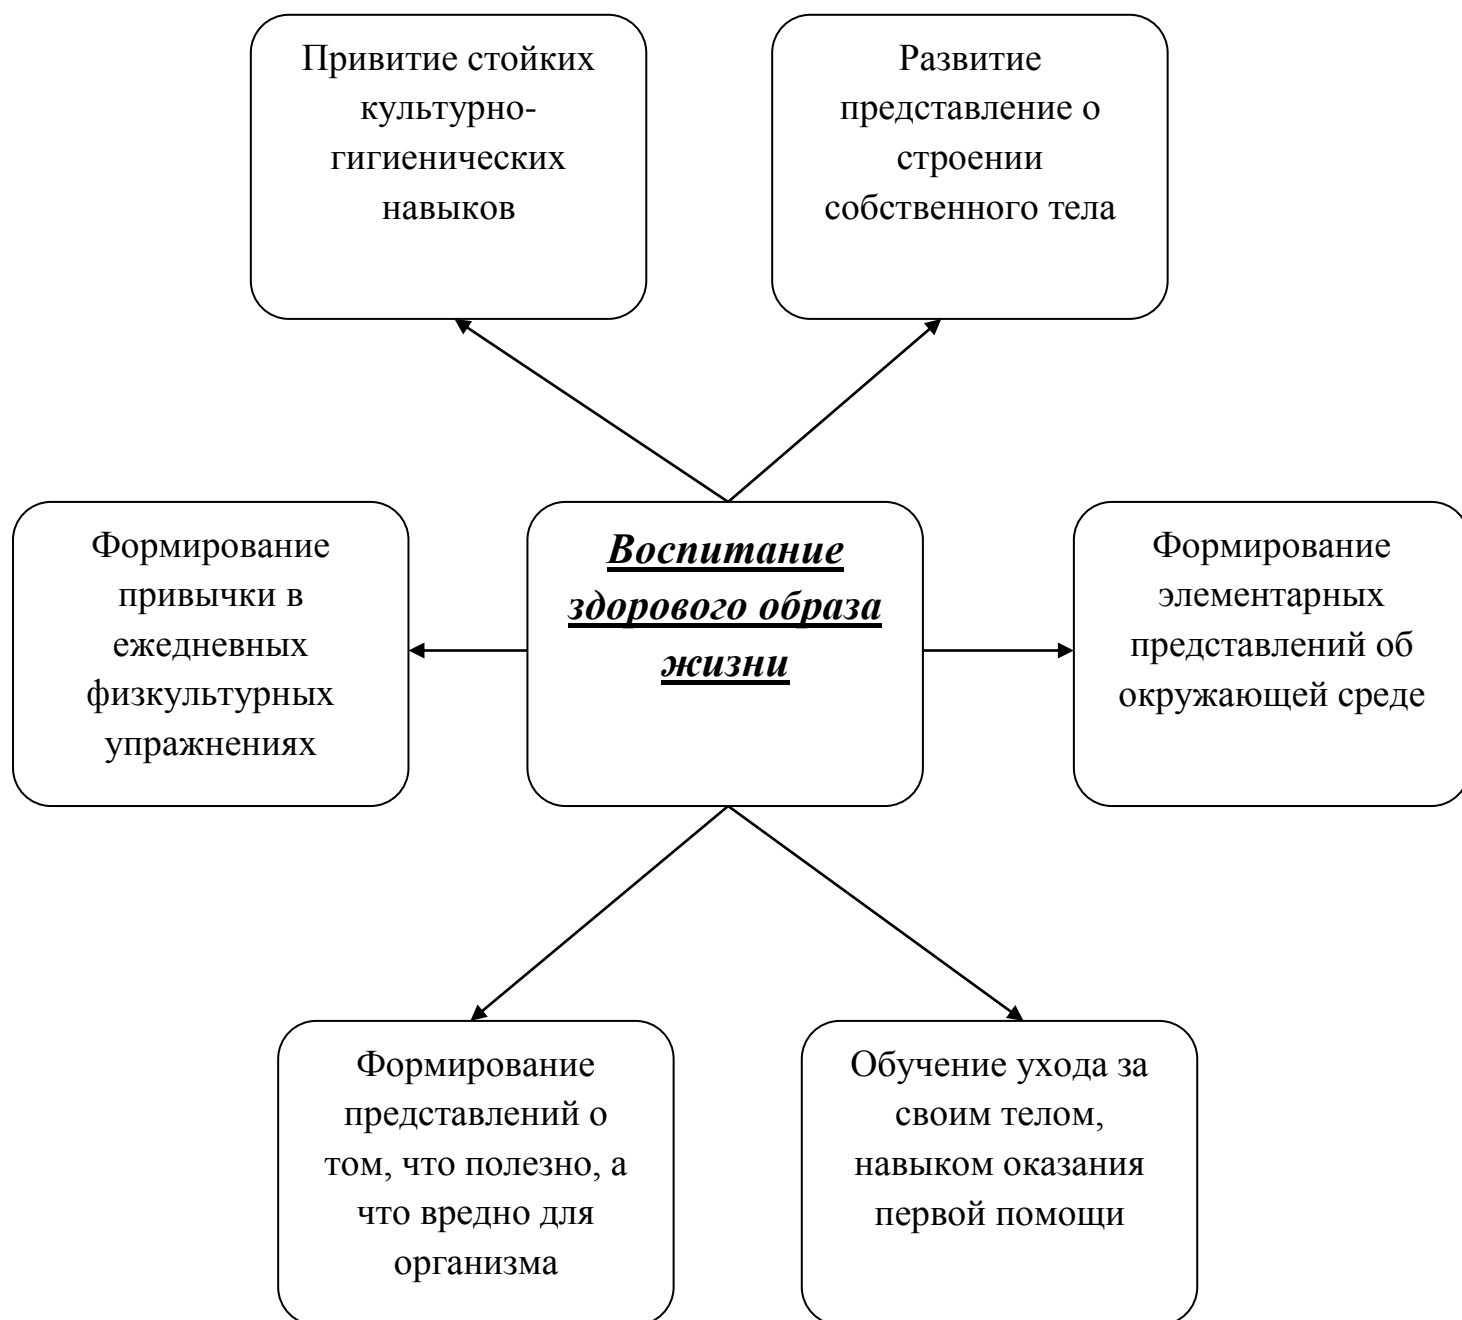 Привитие стойких
культурно-
гигиенических
навыков
Развитие
представление о
строении
собственного тела
Формирование
привычки в
ежедневных
физкультурных
упражнениях
Воспитание
здорового образа
жизни
Формирование
элементарных
представлений об
окружающей среде
Формирование
представлений о
том, что полезно, а
что вредно для
организма
Обучение ухода за
своим телом,
навыком оказания
первой помощи